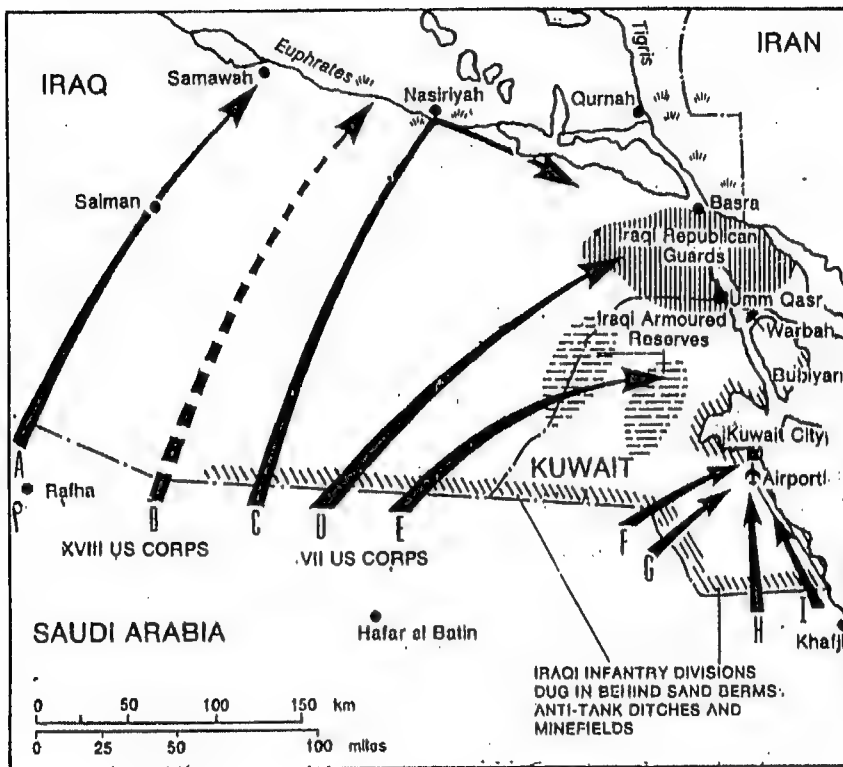 IRAQ
IRAN
Samawah
Euphrates
Tigris
Nasiriyah
Qurnah
Salman
Basra
Iraqi Republican
Guards
Umm Qasr
Iraqi Armoured
Reserves
Warbah
Bubiyan
KUWAIT
Kuwait City
Airport
A
Rafha
B
C
D
E
F
G
H
I
XVIII US CORPS
VII US CORPS
SAUDI ARABIA
Hafar al Batin
Khafji
IRAQI INFANTRY DIVISIONS
DUG IN BEHIND SAND BERMS,
ANTI-TANK DITCHES AND
MINEFIELDS
0 50 100 150 km
0 25 50 100 miles